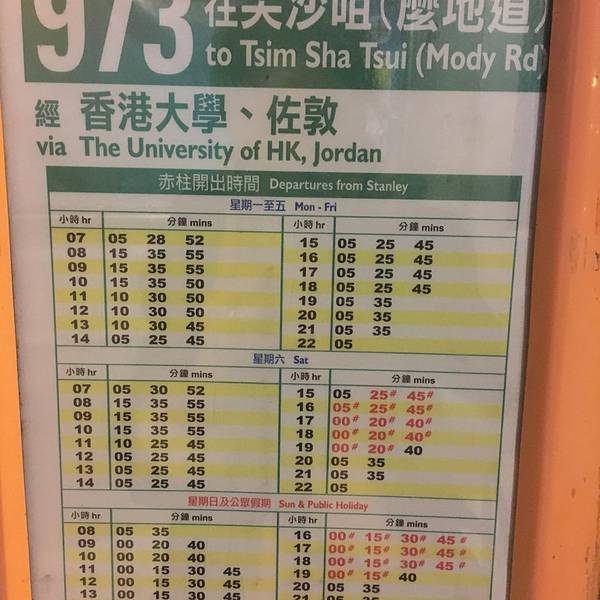 973 往尖沙咀(麼地道)
to Tsim Sha Tsui (Mody Rd)
經 香港大學、佐敦
via The University of HK, Jordan
赤柱開出時間 Departures from Stanley
星期一至五 Mon - Fri
小時 hr 分鐘 mins 小時 hr 分鐘 mins
07 05 28 52 15 05 25 45
08 15 35 55 16 05 25 45
09 15 35 55 17 05 25 45
10 15 35 50 18 05 25 45
11 10 30 50 19 05 35
12 10 30 50 20 05 35
13 10 30 45 21 05 35
14 05 25 45 22 05
星期六 Sat
小時 hr 分鐘 mins 小時 hr 分鐘 mins
07 05 30 52 15 05 25# 45#
08 15 35 55 16 05# 25# 45#
09 15 35 55 17 00# 20# 40#
10 15 35 55 18 00# 20# 40#
11 10 25 45 19 00# 20# 40
12 05 25 45 20 05 35
13 05 25 45 21 05 35
14 05 25 45 22 05
星期日及公眾假期 Sun & Public Holiday
小時 hr 分鐘 mins 小時 hr 分鐘 mins
08 05 35 16 00# 15# 30# 45#
09 00 20 40 17 00# 15# 30# 45#
10 00 20 40 18 00# 15# 30# 45#
11 00 15 30 45 19 00# 15# 40
12 00 15 30 45 20 05 35
13 00 15 30 45 21 05 35